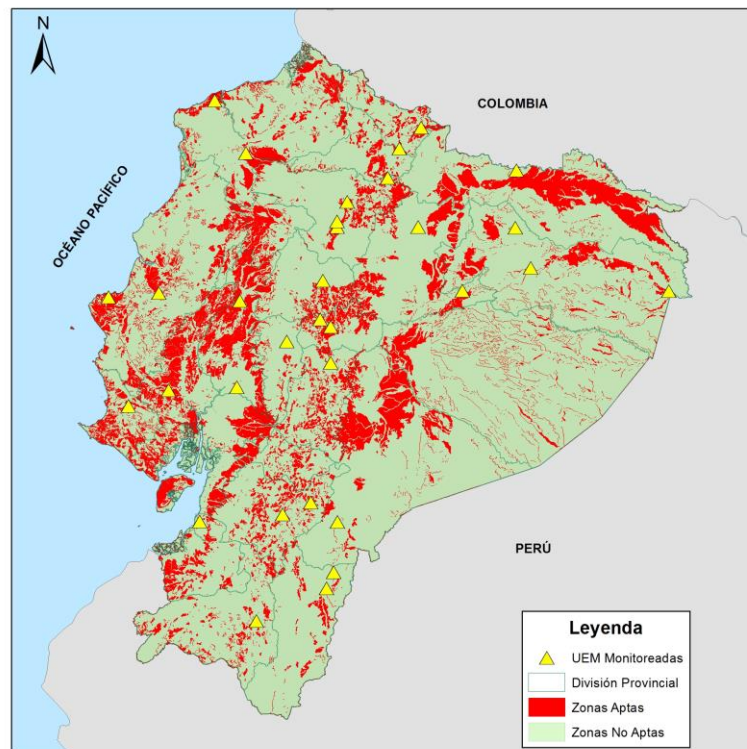 N
COLOMBIA
OCÉANO PACÍFICO
PERÚ
Leyenda
UEM Monitoreadas
División Provincial
Zonas Aptas
Zonas No Aptas